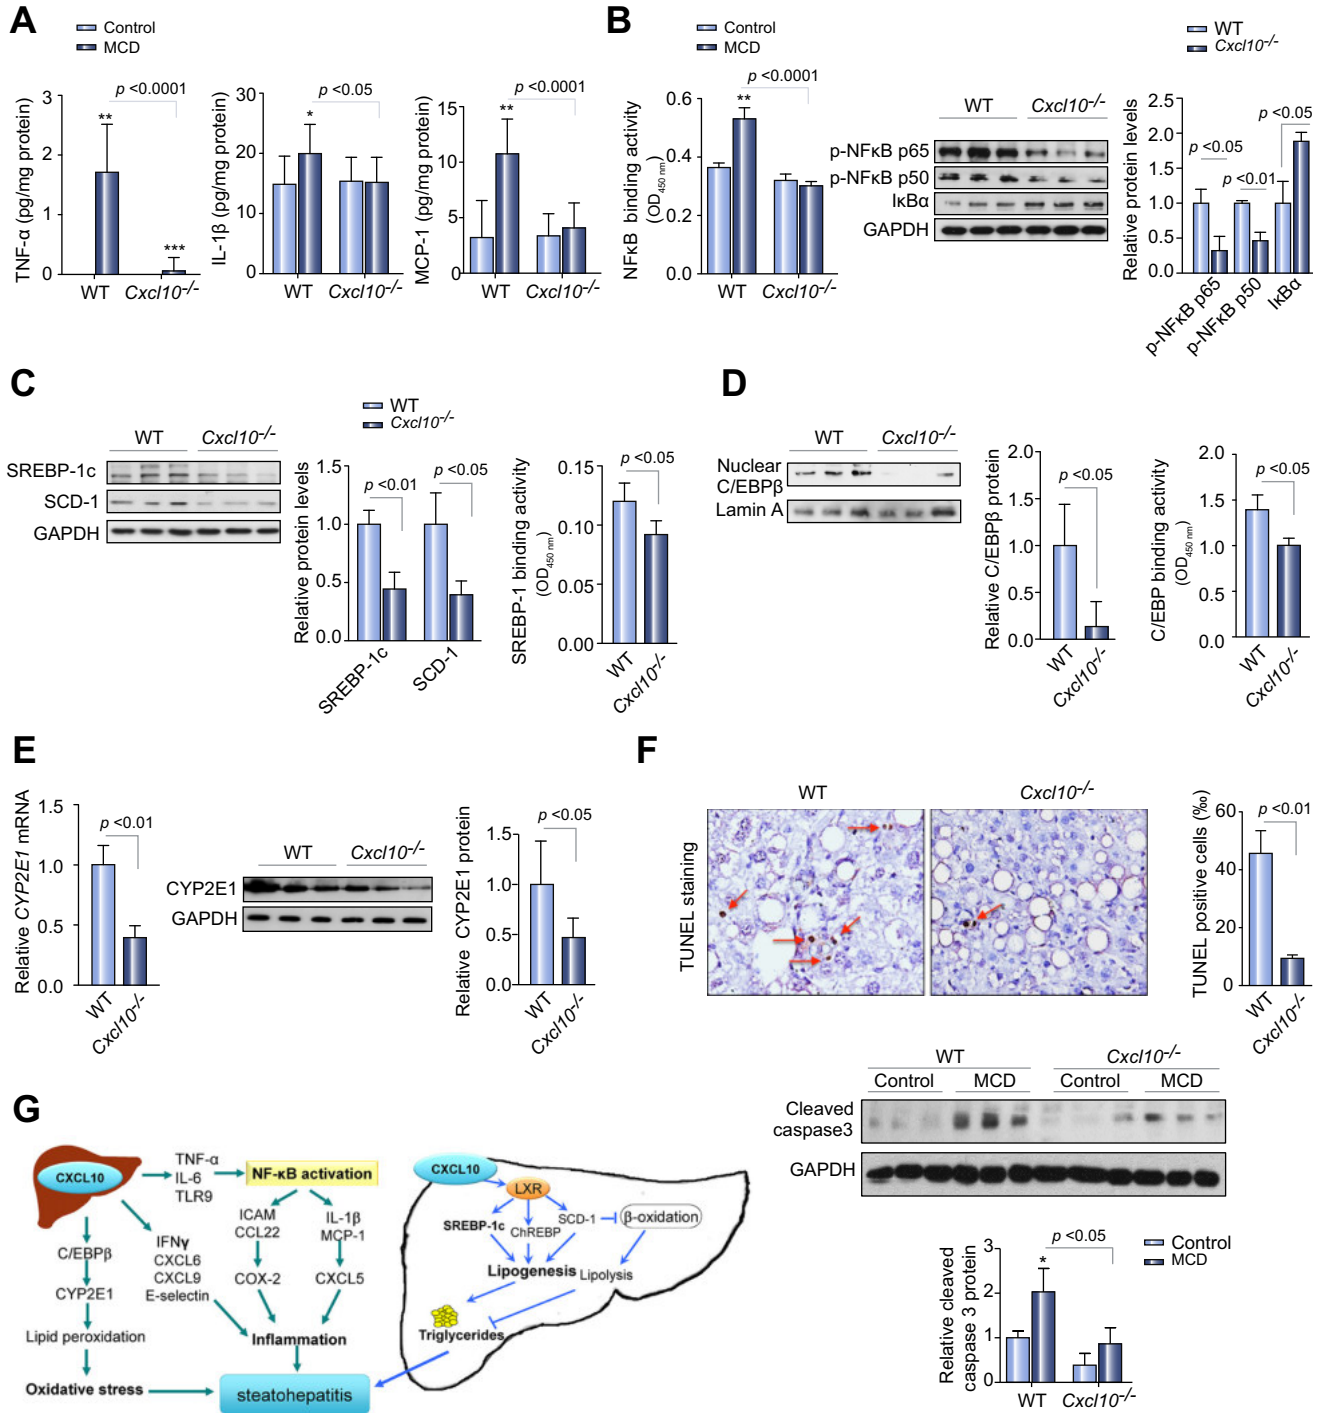 A
Control
MCD
TNF-α (pg/mg protein)
3
2
1
0
p <0.0001
**
***
WT
Cxcl10-/-
IL-1β (pg/mg protein)
30
20
10
0
p <0.05
*
WT
Cxcl10-/-
MCP-1 (pg/mg protein)
15
10
5
0
p <0.0001
**
WT
Cxcl10-/-
B
Control
MCD
NFκB binding activity
(OD450 nm)
0.6
0.4
0.2
0.0
p <0.0001
**
WT
Cxcl10-/-
WT
Cxcl10-/-
p-NFκB p65
p-NFκB p50
IκBα
GAPDH
WT
Cxcl10-/-
Relative protein levels
2.5
2.0
1.5
1.0
0.5
0.0
p <0.05
p <0.01
p <0.05
p-NFκB p65
p-NFκB p50
IκBα
C
WT
Cxcl10-/-
SREBP-1c
SCD-1
GAPDH
WT
Cxcl10-/-
Relative protein levels
1.5
1.0
0.5
0.0
p <0.01
p <0.05
SREBP-1c
SCD-1
SREBP-1 binding activity
(OD450 nm)
0.15
0.10
0.05
0.00
p <0.05
WT
Cxcl10-/-
D
WT
Cxcl10-/-
Nuclear
C/EBPβ
Lamin A
Relative C/EBPβ protein
2.0
1.5
1.0
0.5
0.0
p <0.05
WT
Cxcl10-/-
C/EBP binding activity
(OD450 nm)
2.0
1.5
1.0
1.5
0.0
p <0.05
WT
Cxcl10-/-
E
Relative CYP2E1 mRNA
1.5
1.0
0.5
0
p <0.01
WT
Cxcl10-/-
WT
Cxcl10-/-
CYP2E1
GAPDH
Relative CYP2E1 protein
1.5
1.0
0.5
0.0
p <0.05
WT
Cxcl10-/-
F
WT
Cxcl10-/-
TUNEL staining
TUNEL positive cells (‰)
60
40
20
0
p <0.01
WT
Cxcl10-/-
WT
Cxcl10-/-
Control
MCD
Control
MCD
Cleaved
caspase3
GAPDH
Relative cleaved
caspase 3 protein
3
2
1
0
*
p <0.05
Control
MCD
WT
Cxcl10-/-
G
CXCL10
TNF-α
IL-6
TLR9
NF-κB activation
ICAM
CCL22
IL-1β
MCP-1
C/EBPβ
IFNγ
CXCL6
CXCL9
E-selectin
COX-2
CXCL5
CYP2E1
Lipid peroxidation
Inflammation
Oxidative stress
steatohepatitis
CXCL10
LXR
SREBP-1c
ChREBP
SCD-1
β-oxidation
Lipogenesis
Lipolysis
Triglycerides